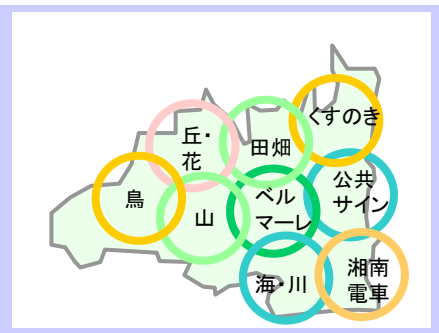 くすのき
丘・
花
田畑
鳥
山
ベル
マーレ
公共
サイン
海・川
湘南
電車